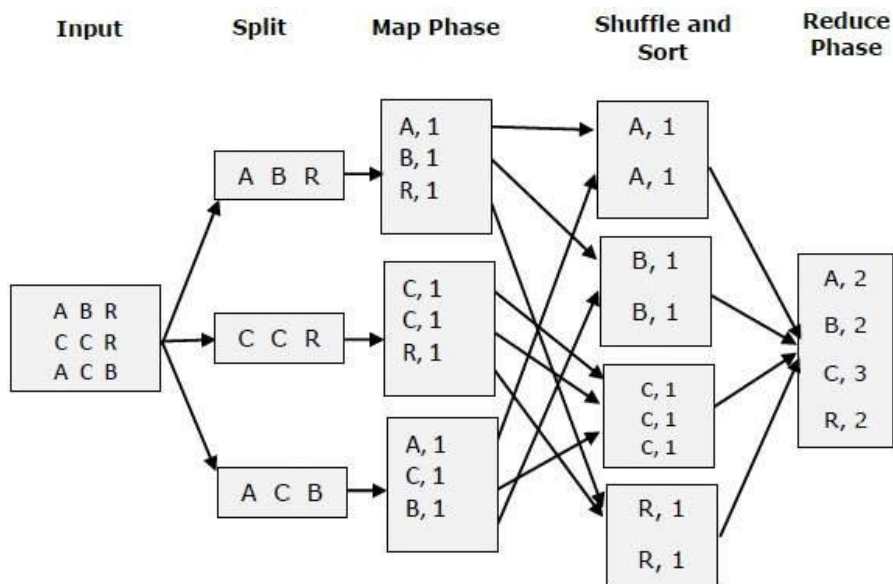 Input
Split
Map Phase
Shuffle and
Sort
Reduce
Phase
A B R
C C R
A C B
A B R
C C R
A C B
A, 1
B, 1
R, 1
C, 1
C, 1
R, 1
A, 1
C, 1
B, 1
A, 1
A, 1
B, 1
B, 1
C, 1
C, 1
C, 1
R, 1
R, 1
A, 2
B, 2
C, 3
R, 2